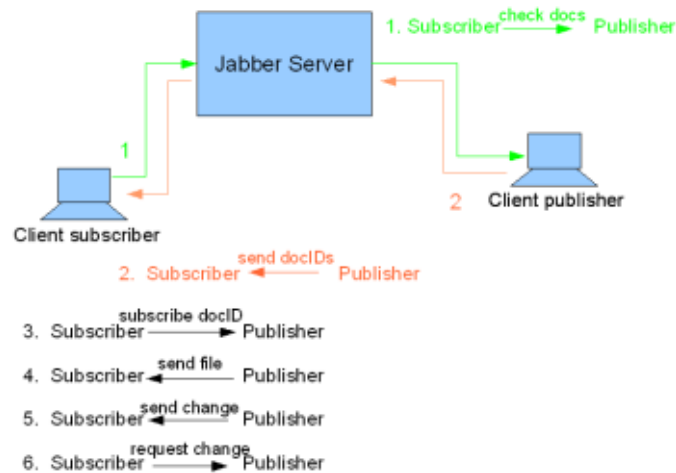 check docs
1. Subscriber Publisher
Jabber Server
1
2
Client publisher
Client subscriber
send docIDs
2. Subscriber Publisher
subscribe docID
3. Subscriber Publisher
send file
4. Subscriber Publisher
send change
5. Subscriber Publisher
request change
6. Subscriber Publisher